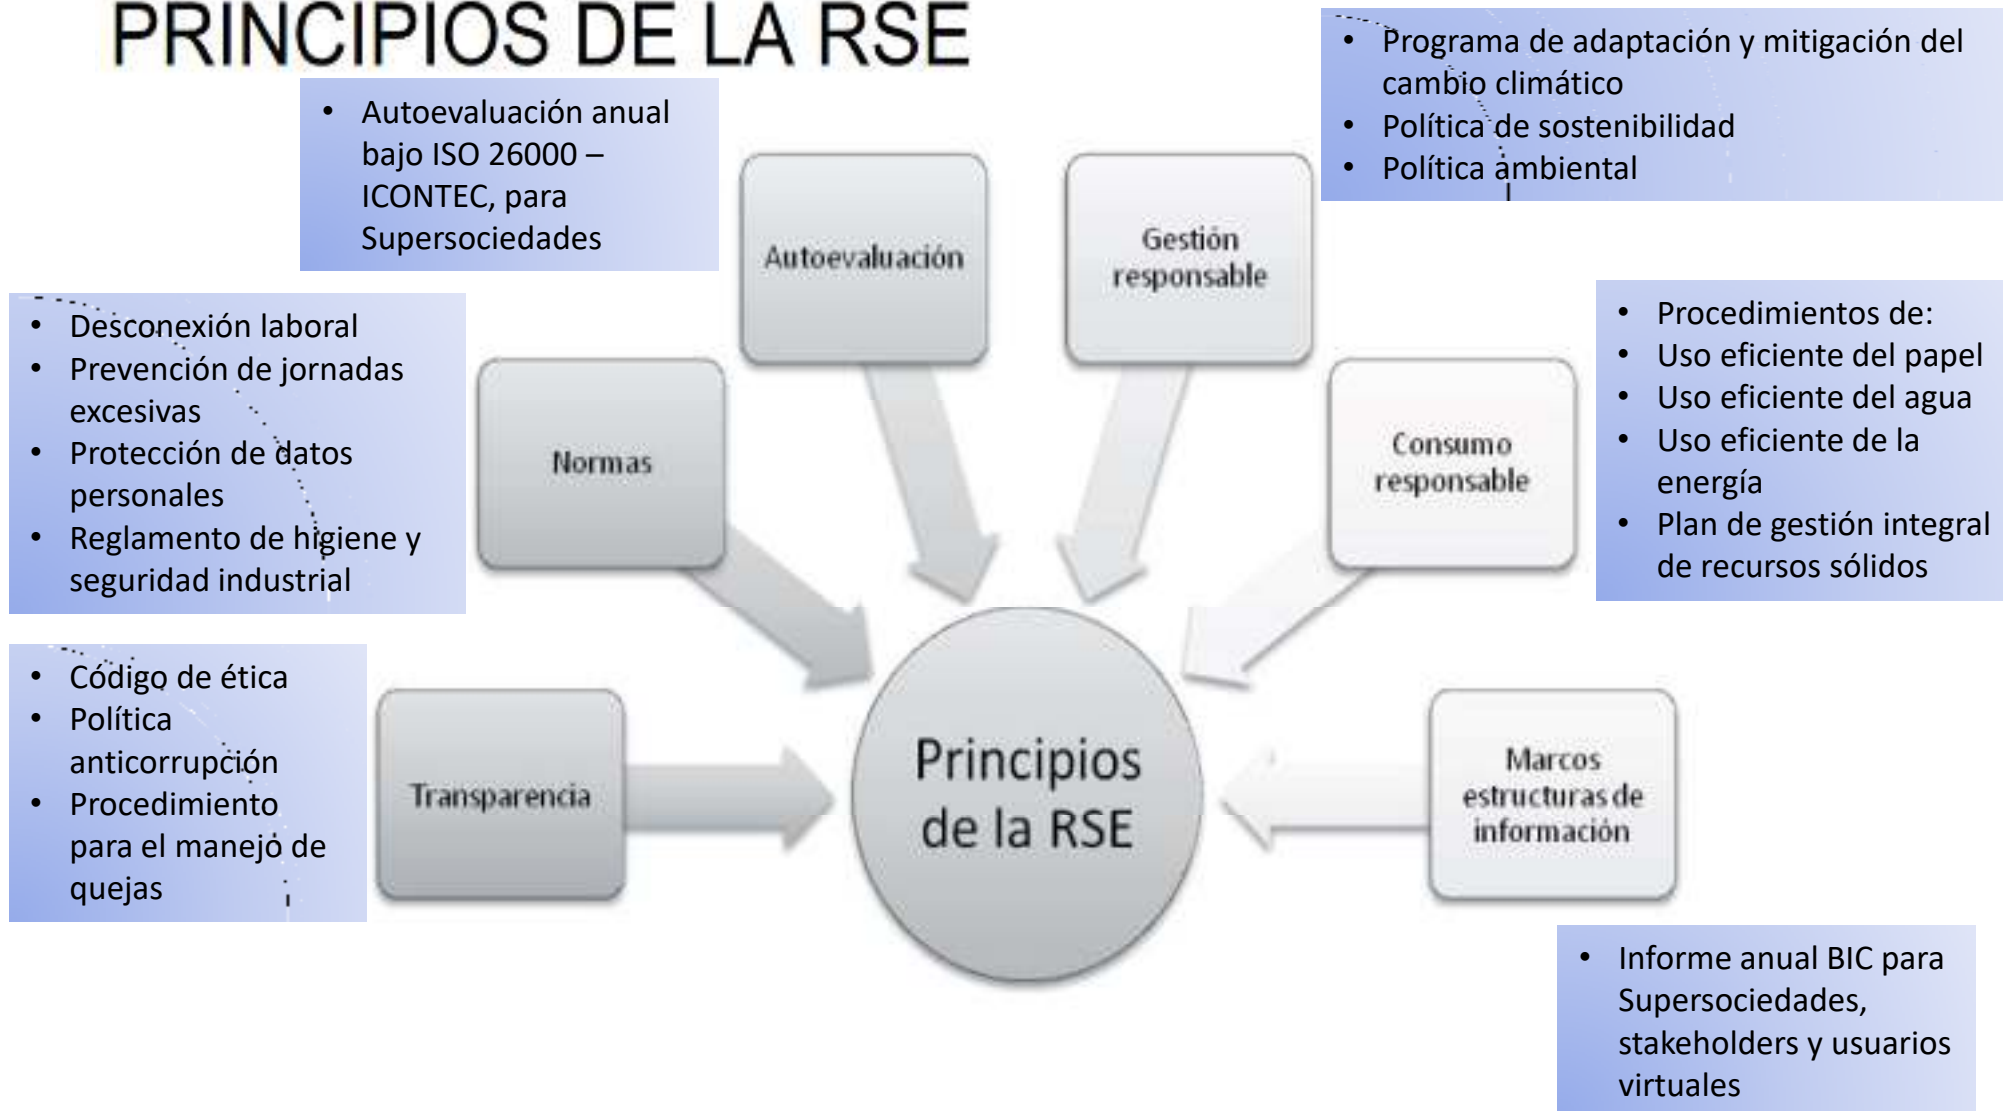 PRINCIPIOS DE LA RSE
• Autoevaluación anual
bajo ISO 26000 –
ICONTEC, para
Supersociedades
• Programa de adaptación y mitigación del
cambio climático
• Política de sostenibilidad
• Política ambiental
Autoevaluación
Gestión
responsable
• Desconexión laboral
• Prevención de jornadas
excesivas
• Protección de datos
personales
• Reglamento de higiene y
seguridad industrial
Normas
Consumo
responsable
• Procedimientos de:
• Uso eficiente del papel
• Uso eficiente del agua
• Uso eficiente de la
energía
• Plan de gestión integral
de recursos sólidos
• Código de ética
• Política
anticorrupción
• Procedimiento
para el manejo de
quejas
Transparencia
Principios
de la RSE
Marcos
estructuras de
información
• Informe anual BIC para
Supersociedades,
stakeholders y usuarios
virtuales